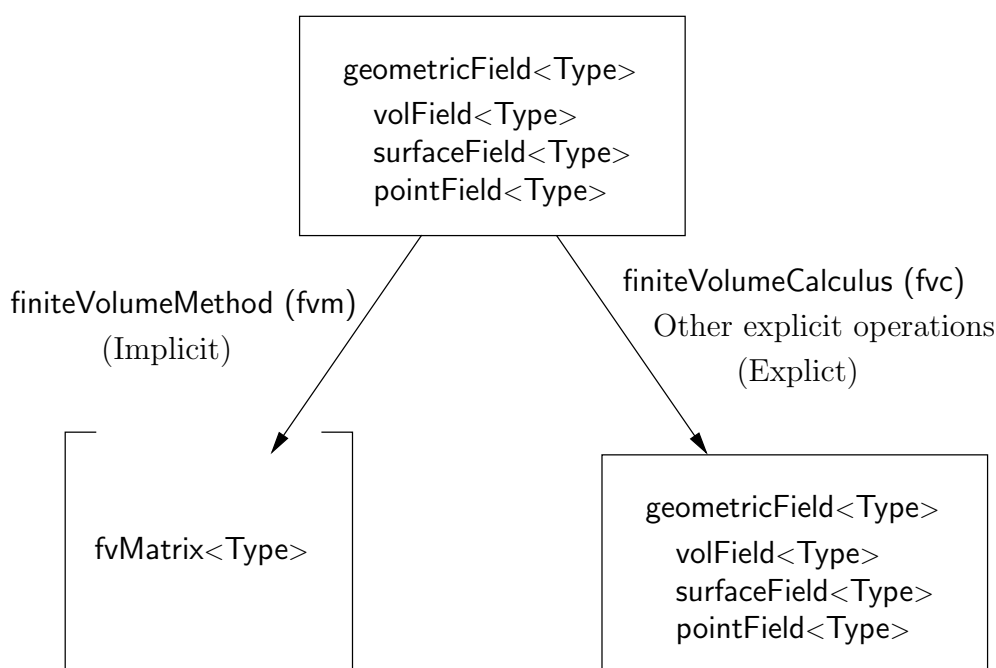 geometricField<Type>
volField<Type>
surfaceField<Type>
pointField<Type>
finiteVolumeMethod (fvm)
(Implicit)
finiteVolumeCalculus (fvc)
Other explicit operations
(Explict)
fvMatrix<Type>
geometricField<Type>
volField<Type>
surfaceField<Type>
pointField<Type>